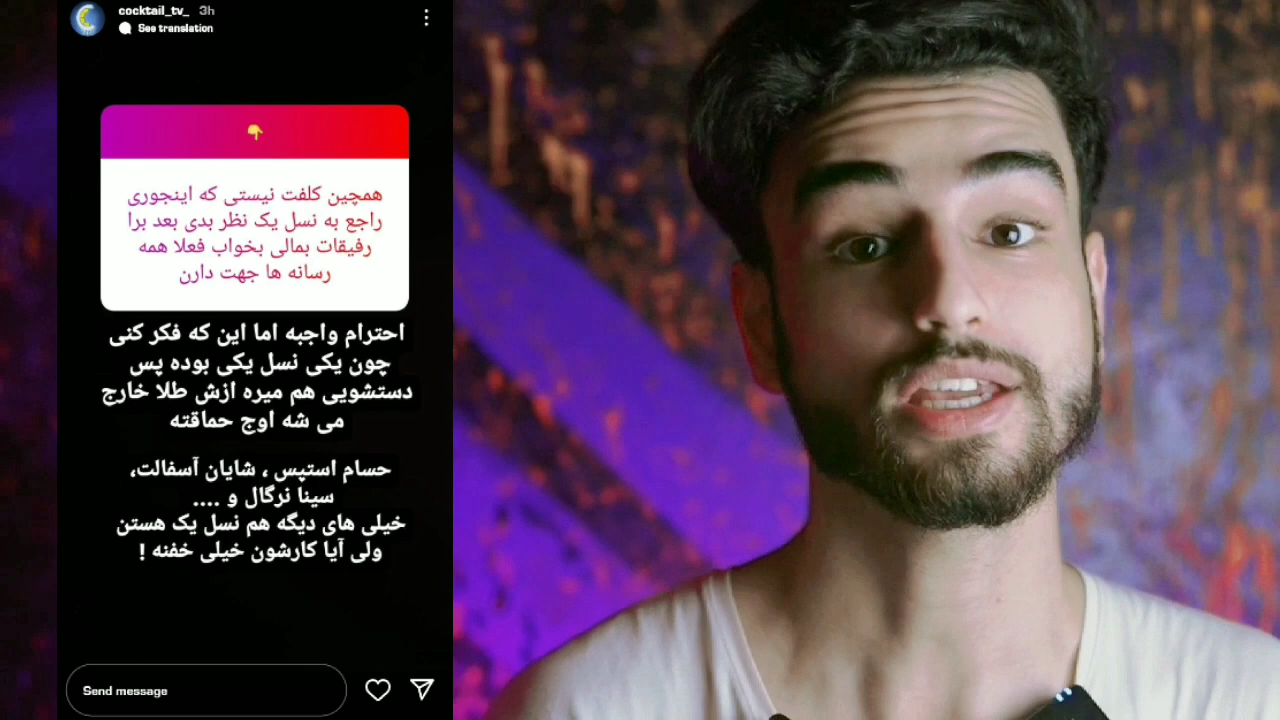 cocktail_tv_ 3h
See translation
همچین کلفت نیستی که اینجوری
راجع به نسل یک نظر بدی بعد برا
رفیقات بمالی بخواب فعلا همه
رسانه ها جهت دارن
احترام واجبه اما این که فکر کنی
چون یکی نسل یکی بوده پس
دستشویی هم میره ازش طلا خارج
می شه اوج حماقته
حسام استپس ، شایان آسفالت،
سینا نرگال و ....
خیلی های دیگه هم نسل یک هستن
ولی آیا کارشون خیلی خفنه !
Send message